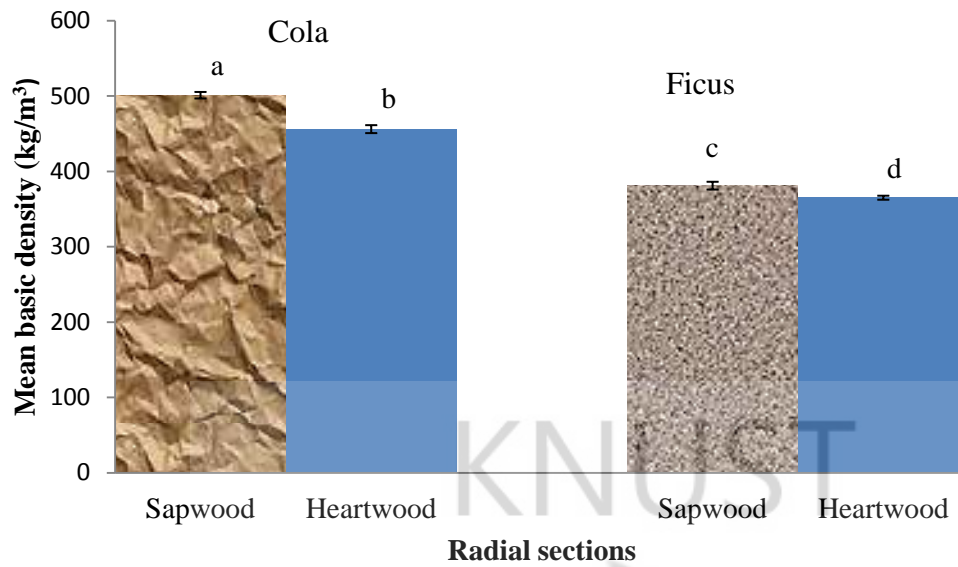 Cola
Ficus
a
b
c
d
600
500
400
300
200
100
0
Mean basic density (kg/m³)
Sapwood Heartwood Sapwood Heartwood
Radial sections
KNUST